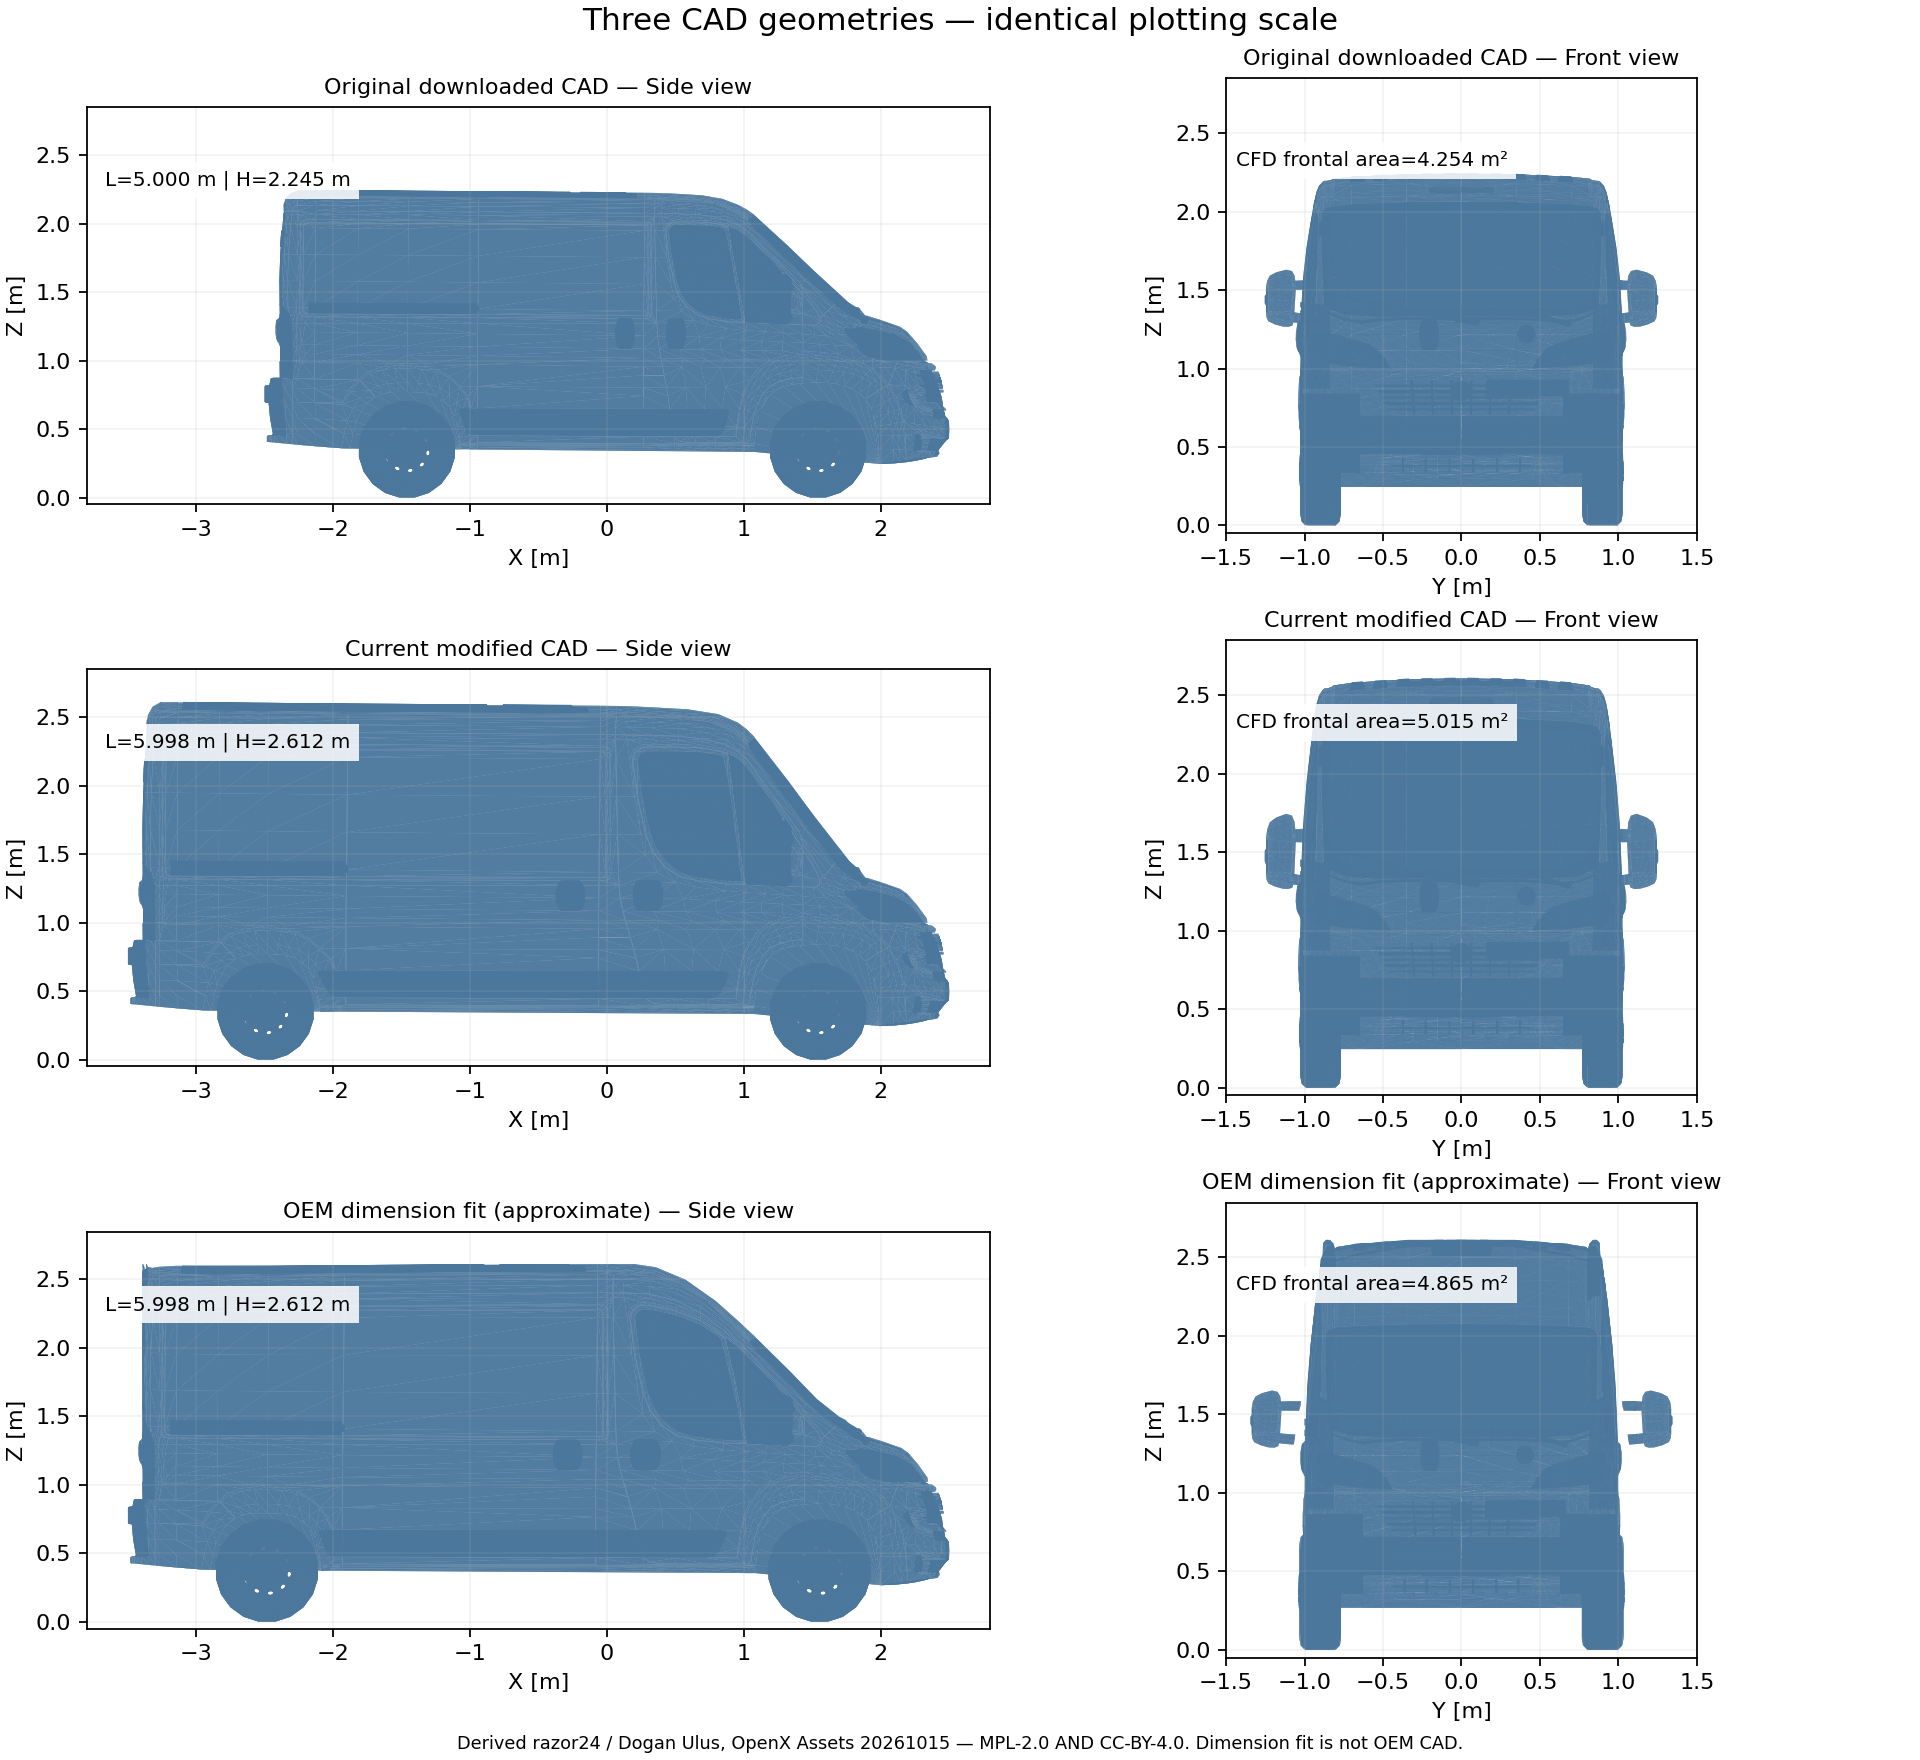 Three CAD geometries — identical plotting scale
Original downloaded CAD — Side view
L=5.000 m | H=2.245 m
2.5
2.0
1.5
1.0
0.5
0.0
Z [m]
−3 −2 −1 0 1 2
X [m]
Original downloaded CAD — Front view
CFD frontal area=4.254 m²
2.5
2.0
1.5
1.0
0.5
0.0
Z [m]
−1.5 −1.0 −0.5 0.0 0.5 1.0 1.5
Y [m]
Current modified CAD — Side view
L=5.998 m | H=2.612 m
2.5
2.0
1.5
1.0
0.5
0.0
Z [m]
−3 −2 −1 0 1 2
X [m]
Current modified CAD — Front view
CFD frontal area=5.015 m²
2.5
2.0
1.5
1.0
0.5
0.0
Z [m]
−1.5 −1.0 −0.5 0.0 0.5 1.0 1.5
Y [m]
OEM dimension fit (approximate) — Side view
L=5.998 m | H=2.612 m
2.5
2.0
1.5
1.0
0.5
0.0
Z [m]
−3 −2 −1 0 1 2
X [m]
OEM dimension fit (approximate) — Front view
CFD frontal area=4.865 m²
2.5
2.0
1.5
1.0
0.5
0.0
Z [m]
−1.5 −1.0 −0.5 0.0 0.5 1.0 1.5
Y [m]
Derived razor24 / Dogan Ulus, OpenX Assets 20261015 — MPL-2.0 AND CC-BY-4.0. Dimension fit is not OEM CAD.